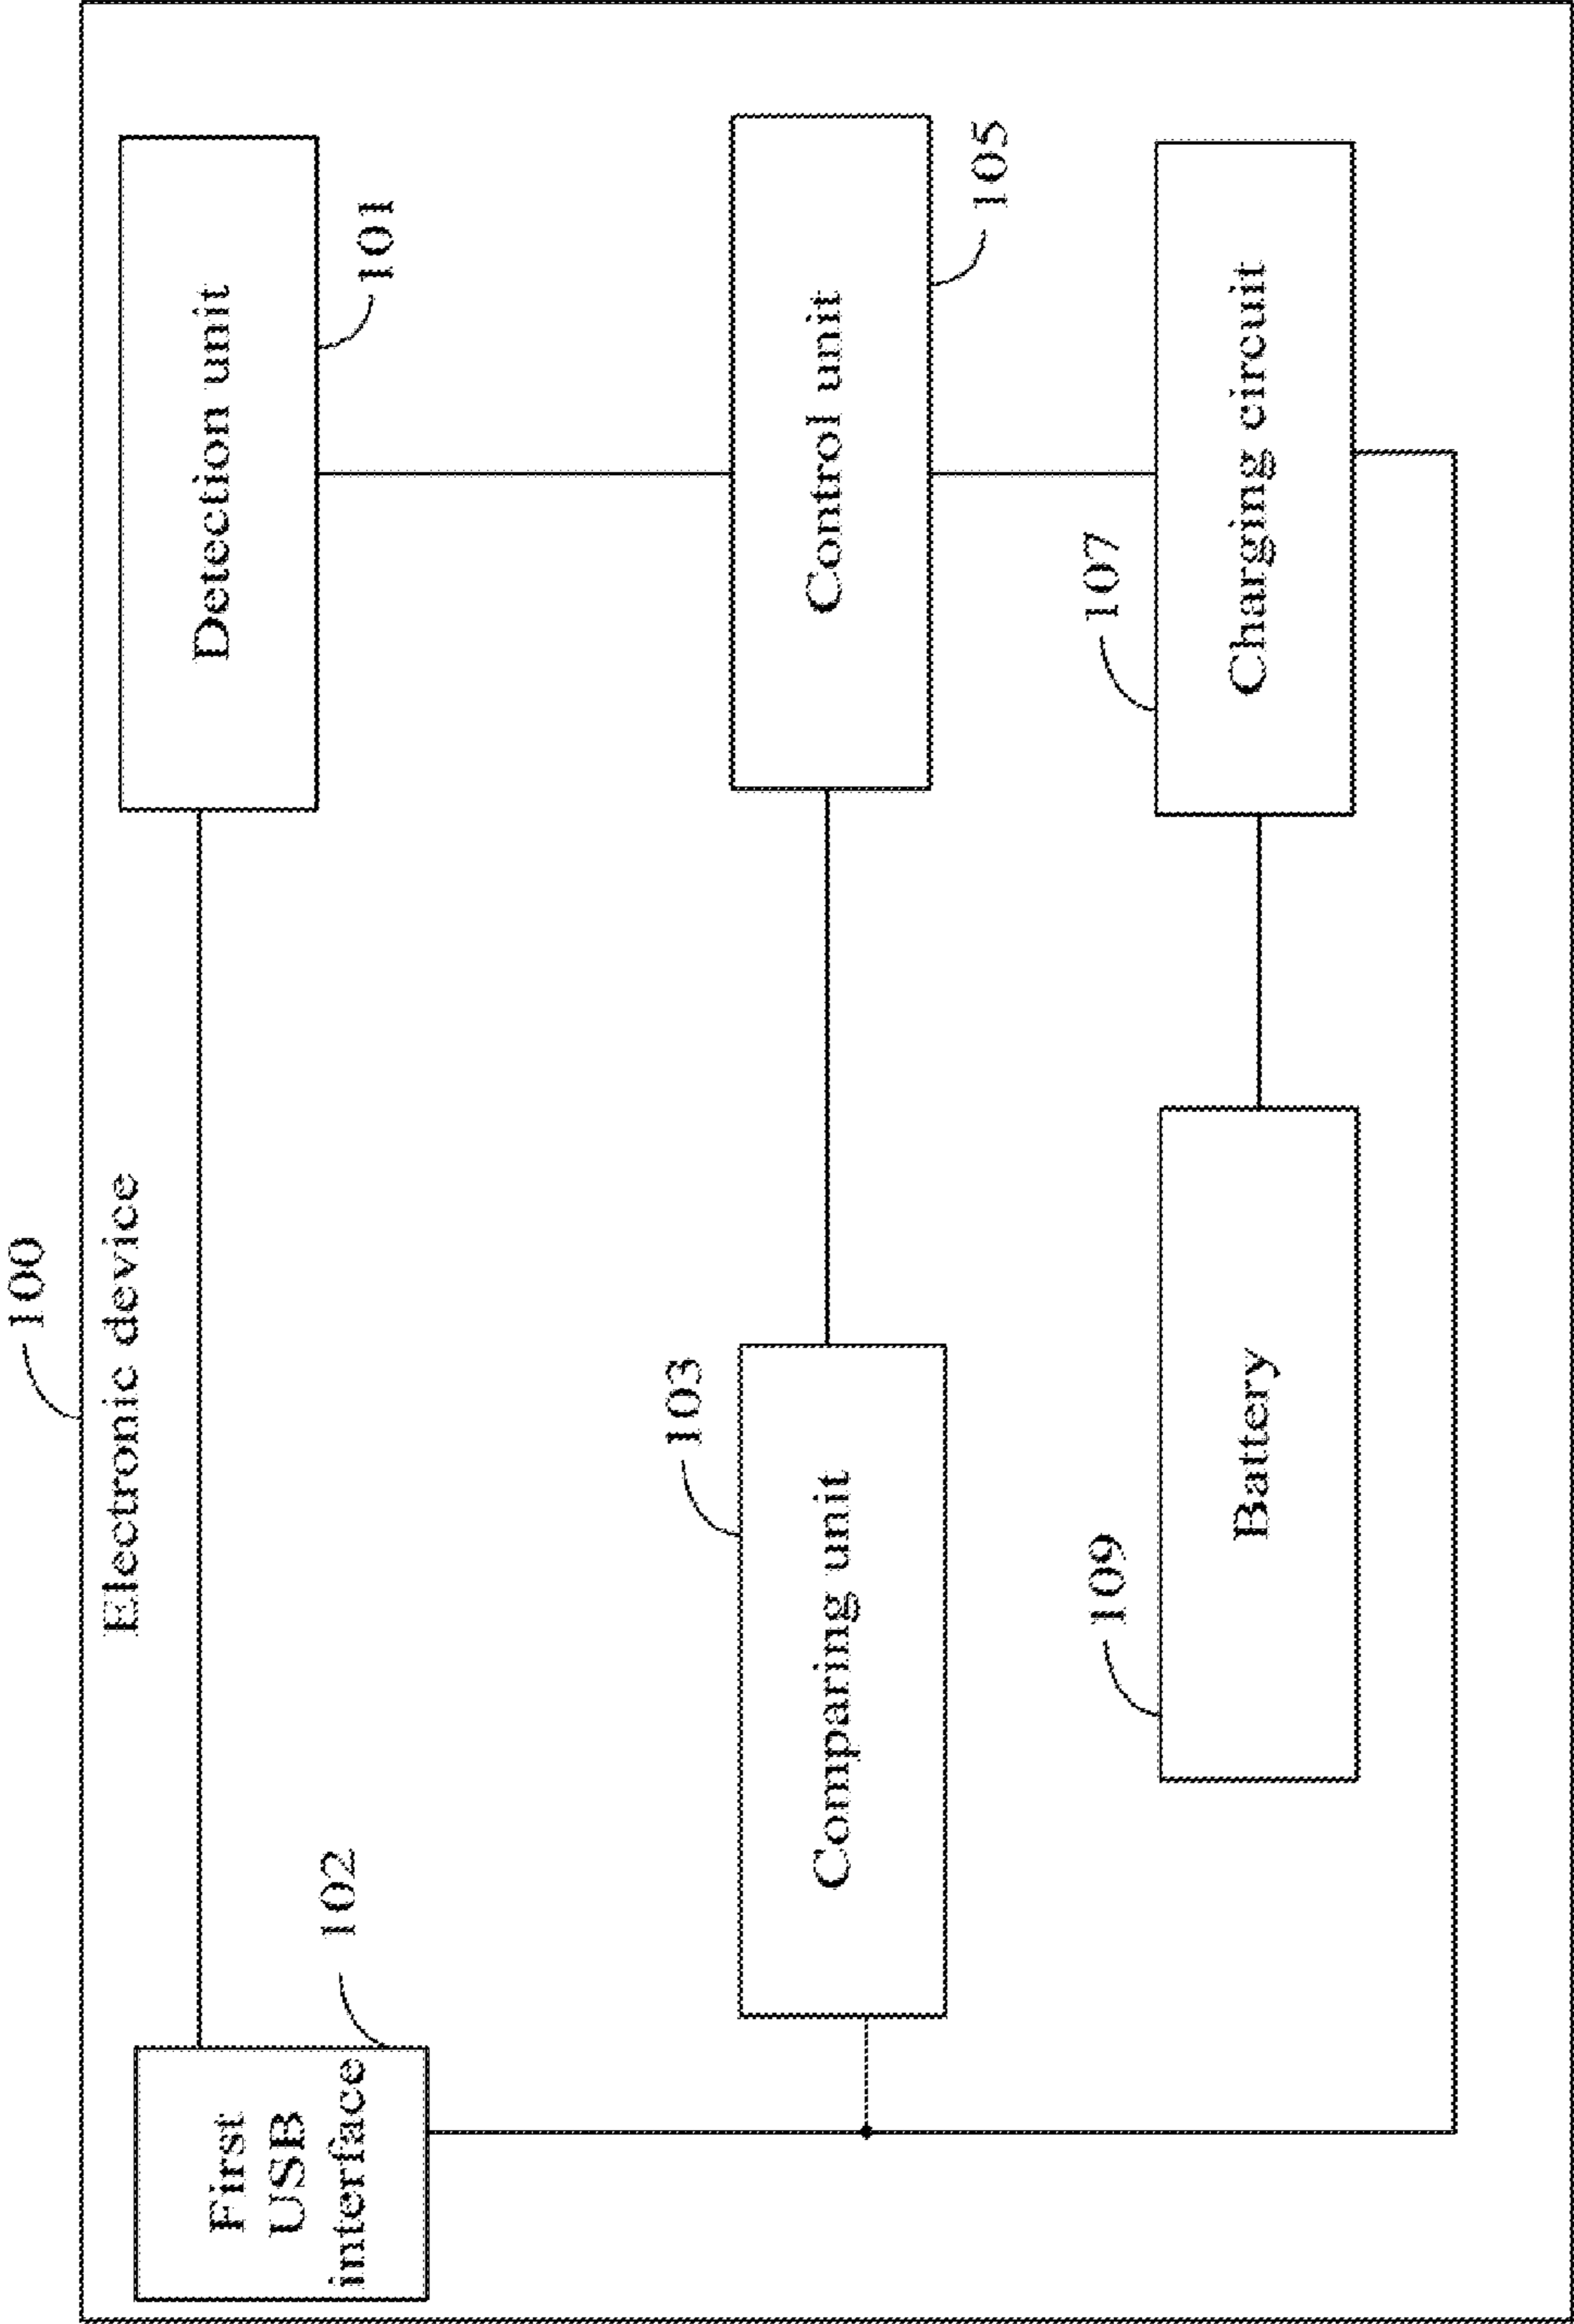 100
Electronic device
First
USB
interface
102
Detection unit
101
103
Comparing unit
Control unit
105
109
Battery
107
Charging circuit